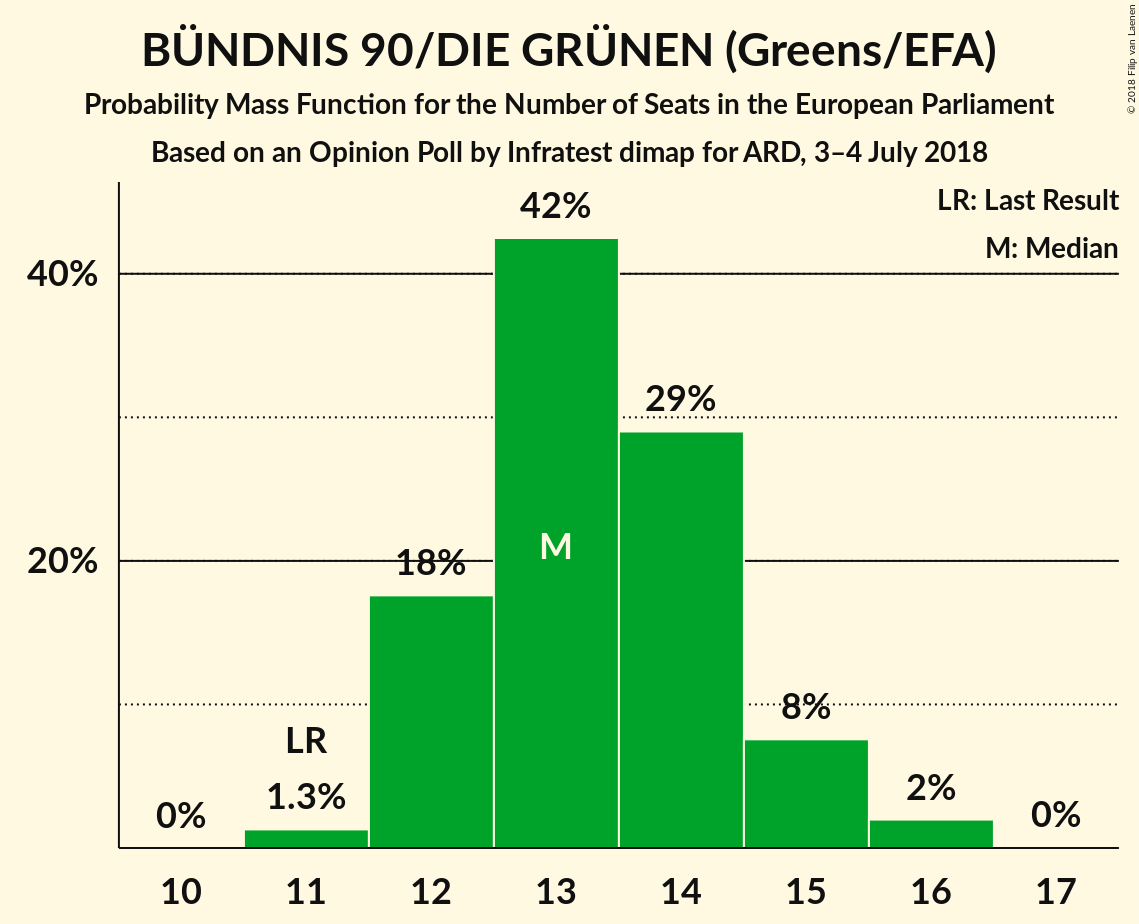 BÜNDNIS 90/DIE GRÜNEN (Greens/EFA)
Probability Mass Function for the Number of Seats in the European Parliament
Based on an Opinion Poll by Infratest dimap for ARD, 3–4 July 2018
© 2018 Filip van Laenen
LR: Last Result
M: Median
40%
20%
0%
LR
1.3%
18%
42%
M
29%
8%
2%
0%
10 11 12 13 14 15 16 17